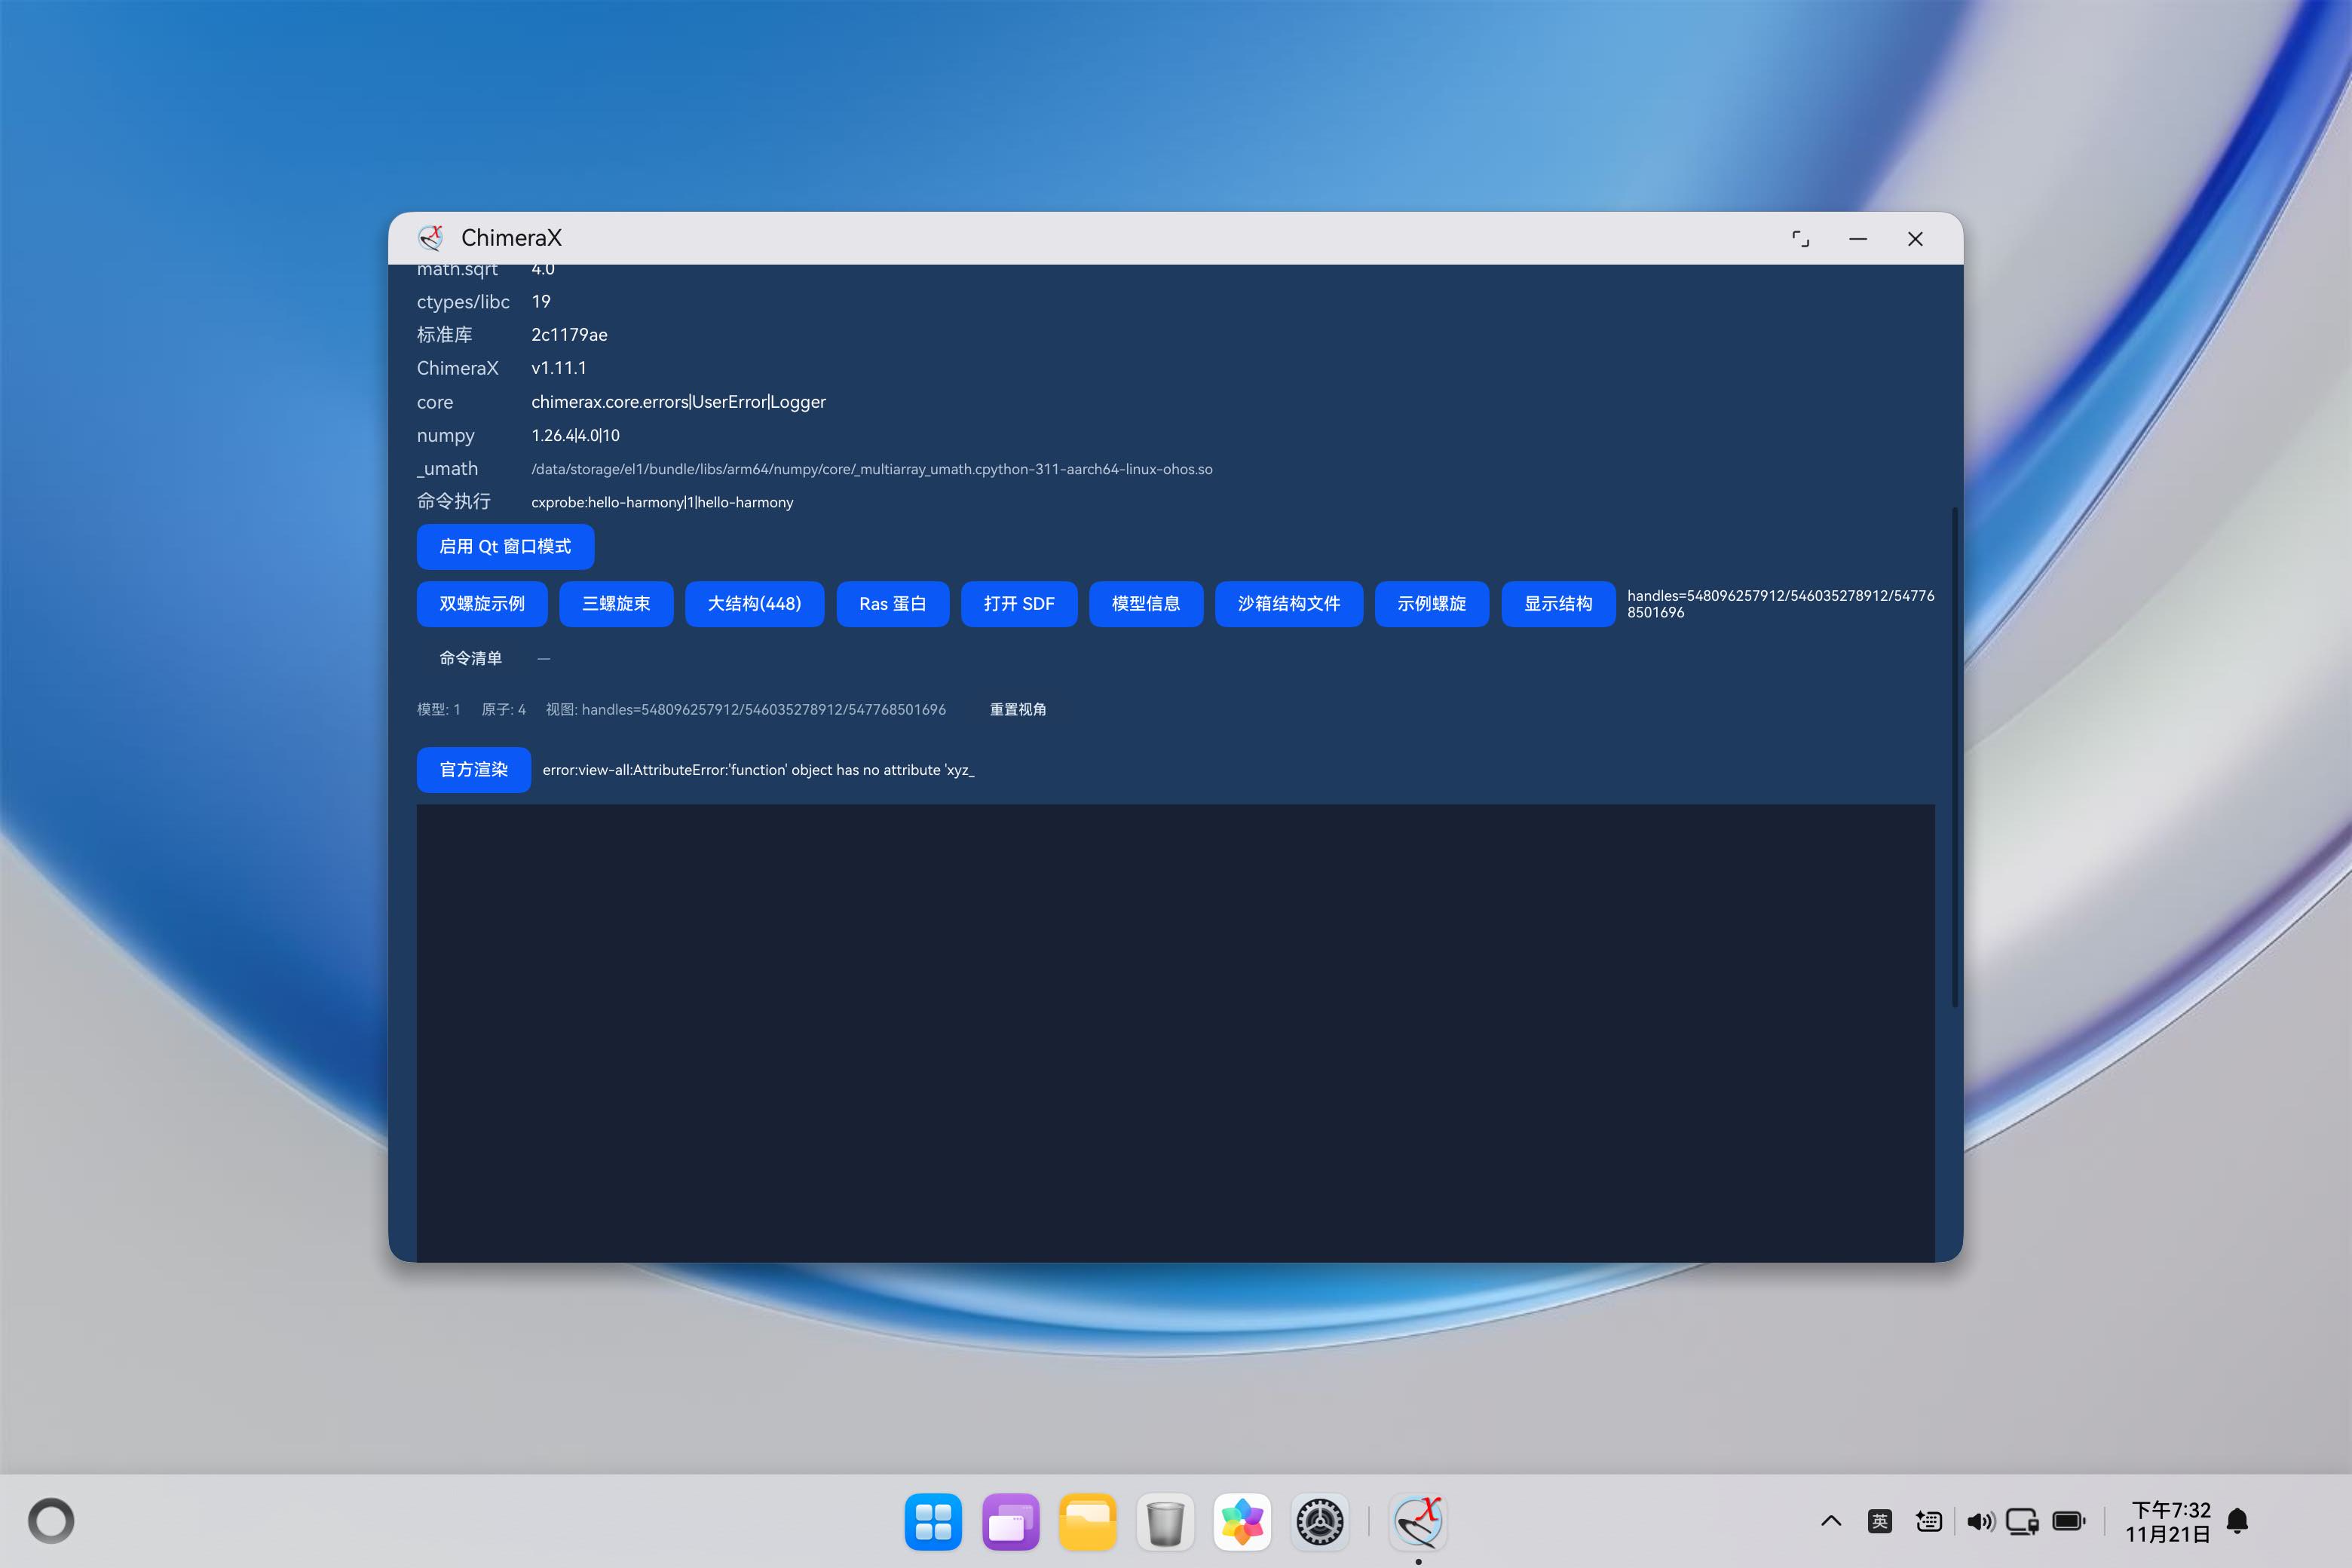 ChimeraX
math.sqrt 4.0
ctypes/libc 19
标准库 2c1179ae
ChimeraX v1.11.1
core chimerax.core.errors|UserError|Logger
numpy 1.26.4|4.0|10
_umath /data/storage/el1/bundle/libs/arm64/numpy/core/_multiarray_umath.cpython-311-aarch64-linux-ohos.so
命令执行 cxprobe:hello-harmony|1|hello-harmony
启用 Qt 窗口模式
双螺旋示例 三螺旋束 大结构(448) Ras 蛋白 打开 SDF 模型信息 沙箱结构文件 示例螺旋 显示结构 handles=548096257912/546035278912/54776
8501696
命令清单 —
模型: 1 原子: 4 视图: handles=548096257912/546035278912/547768501696 重置视角
官方渲染 error:view-all:AttributeError:'function' object has no attribute 'xyz_
英
下午7:32
11月21日